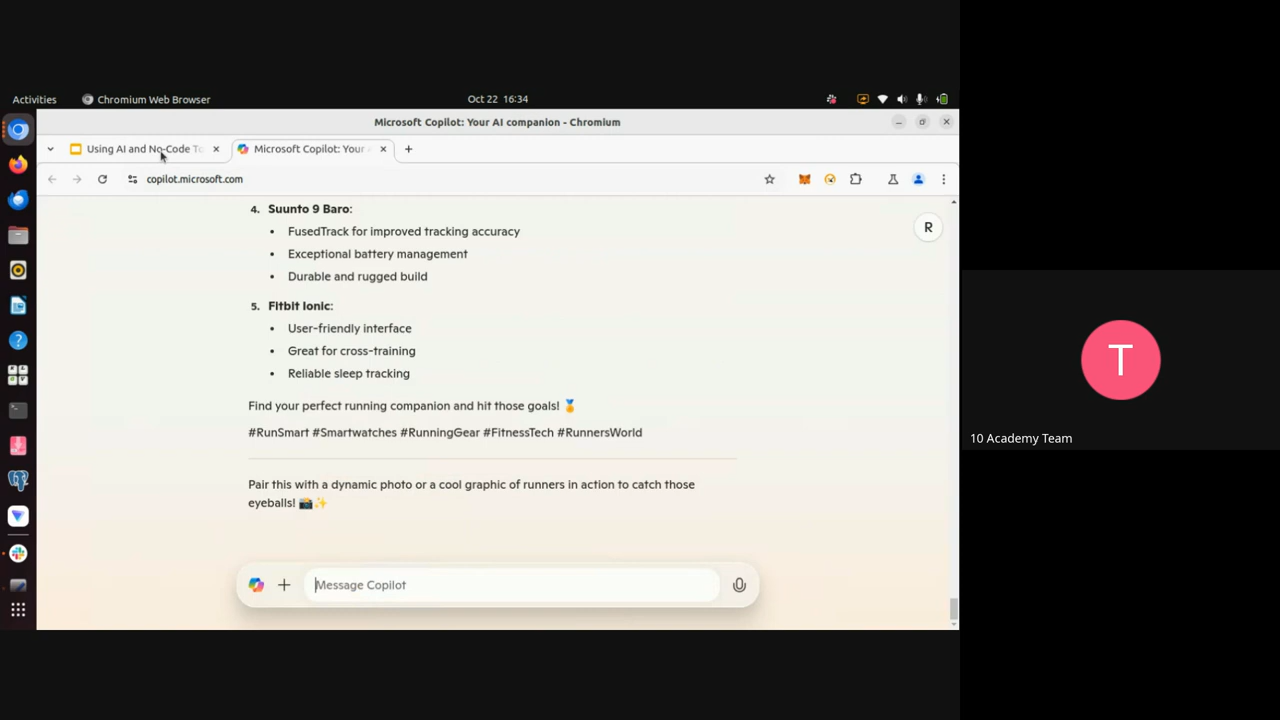 Activities
Chromium Web Browser
Oct 22 16:34
Microsoft Copilot: Your AI companion - Chromium
Using AI and No-Code To
Microsoft Copilot: Your A
copilot.microsoft.com
R
4. Suunto 9 Baro:
• FusedTrack for improved tracking accuracy
• Exceptional battery management
• Durable and rugged build
5. Fitbit Ionic:
• User-friendly interface
• Great for cross-training
• Reliable sleep tracking
Find your perfect running companion and hit those goals! 🏅
#RunSmart #Smartwatches #RunningGear #FitnessTech #RunnersWorld
Pair this with a dynamic photo or a cool graphic of runners in action to catch those
eyeballs! 📸✨
Message Copilot
T
10 Academy Team